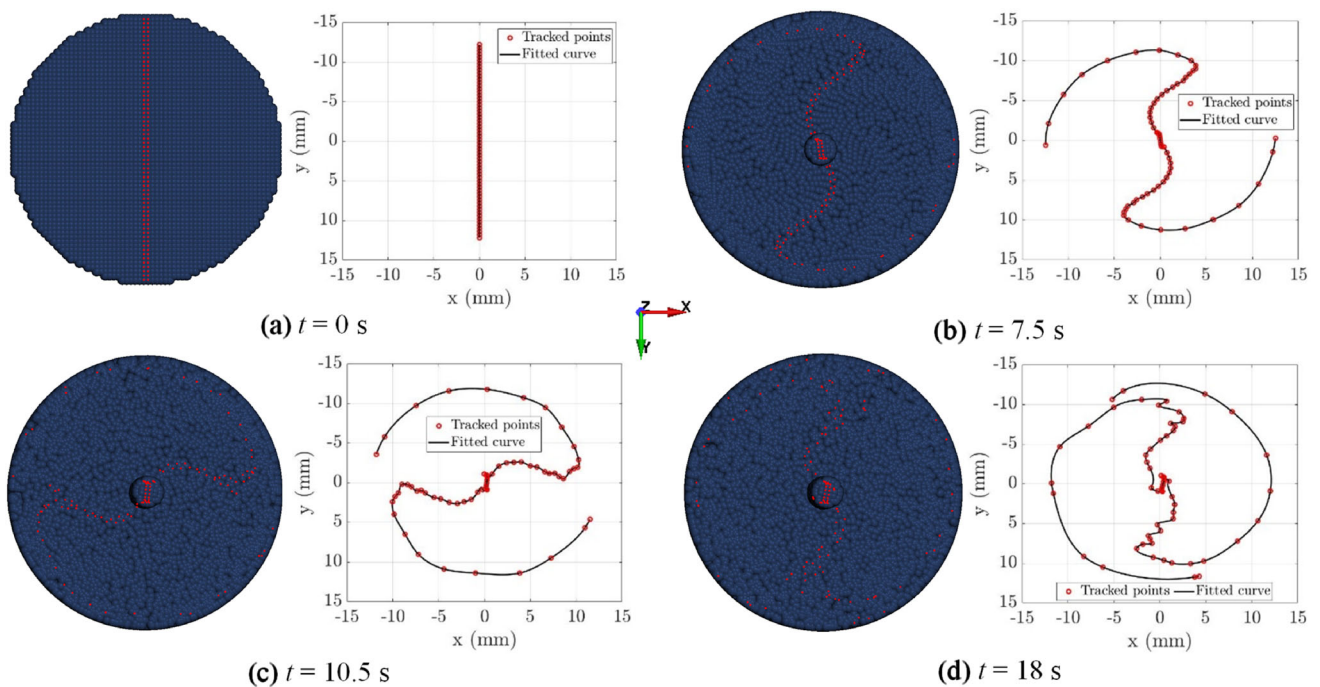 -15
-10
-5
0
5
10
15
y (mm)
-15 -10 -5 0 5 10 15
x (mm)
Tracked points
Fitted curve
(a) t = 0 s
-15
-10
-5
0
5
10
15
y (mm)
-15 -10 -5 0 5 10 15
x (mm)
Tracked points
Fitted curve
(b) t = 7.5 s
Z X
Y
-15
-10
-5
0
5
10
15
y (mm)
-15 -10 -5 0 5 10 15
x (mm)
Tracked points
Fitted curve
(c) t = 10.5 s
-15
-10
-5
0
5
10
15
y (mm)
-15 -10 -5 0 5 10 15
x (mm)
Tracked points Fitted curve
(d) t = 18 s